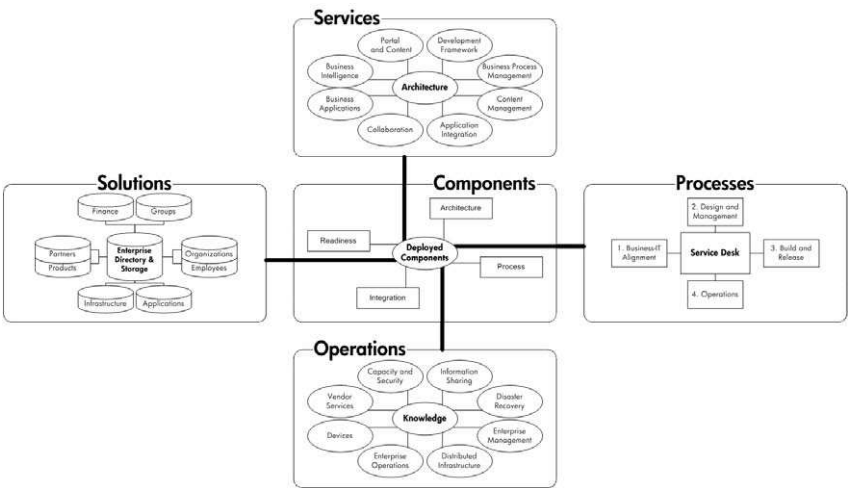 Services
Portal
and Content
Development
Framework
Business
Intelligence
Business Process
Management
Architecture
Business
Applications
Content
Management
Collaboration
Application
Integration
Solutions
Finance
Groups
Partners
Products
Enterprise
Directory &
Storage
Organizations
Employees
Infrastructure
Applications
Components
Architecture
Readiness
Deployed
Components
Process
Integration
Processes
2. Design and
Management
1. Business-IT
Alignment
Service Desk
3. Build and
Release
4. Operations
Operations
Capacity and
Security
Information
Sharing
Vendor
Services
Disaster
Recovery
Knowledge
Devices
Enterprise
Management
Enterprise
Operations
Distributed
Infrastructure